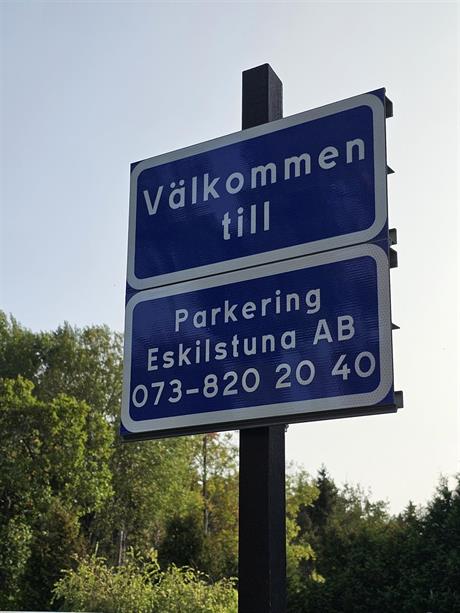 Välkommen
till
Parkering
Eskilstuna AB
073-820 20 40